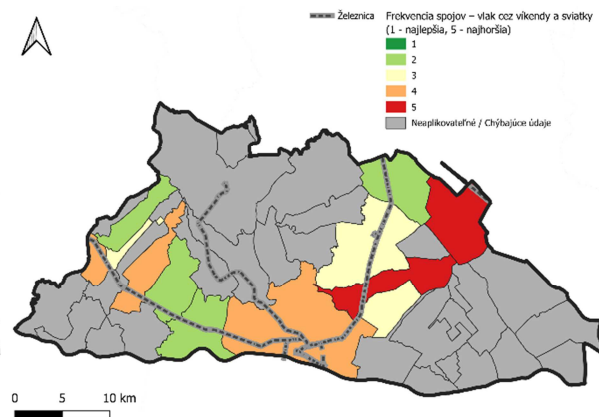 Železnica
Frekvencia spojov – vlak cez víkendy a sviatky
(1 - najlepšia, 5 - najhoršia)
1
2
3
4
5
Neaplikovateľné / Chýbajúce údaje
0 5 10 km